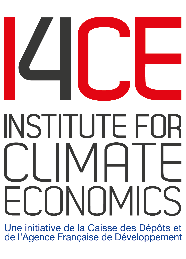 I4CE
INSTITUTE FOR
CLIMATE
ECONOMICS
Une initiative de la Caisse des Dépôts et
de l'Agence Française de Développement